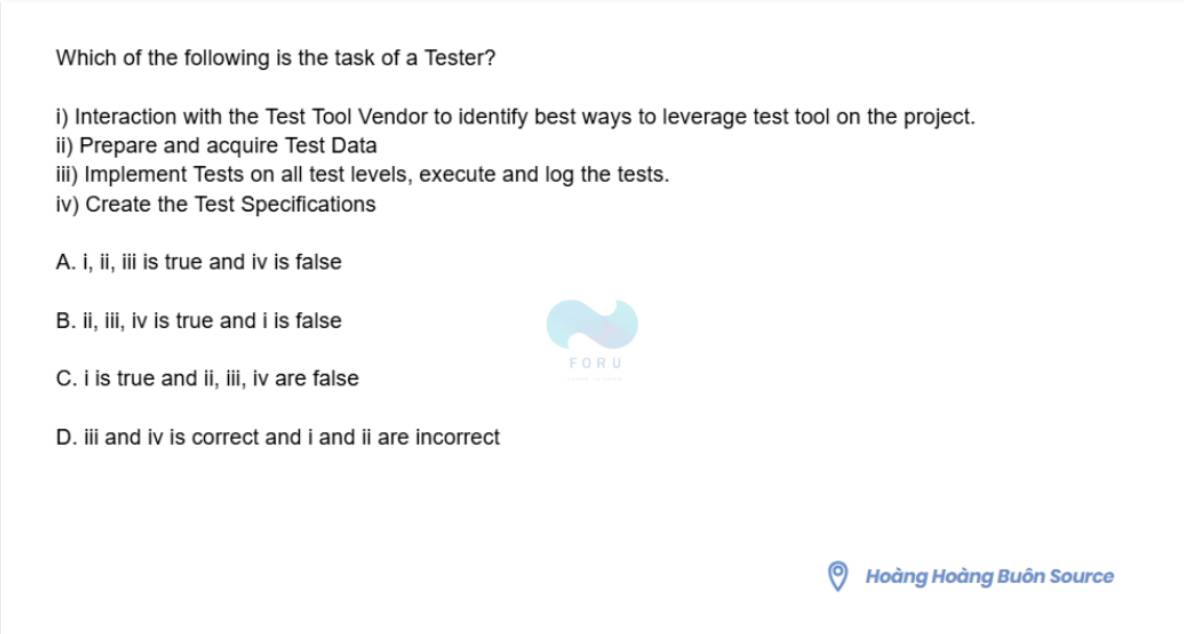 Which of the following is the task of a Tester?
i) Interaction with the Test Tool Vendor to identify best ways to leverage test tool on the project.
ii) Prepare and acquire Test Data
iii) Implement Tests on all test levels, execute and log the tests.
iv) Create the Test Specifications
A. i, ii, iii is true and iv is false
B. ii, iii, iv is true and i is false
FORU
C. i is true and ii, iii, iv are false
D. iii and iv is correct and i and ii are incorrect
Hoàng Hoàng Buôn Source